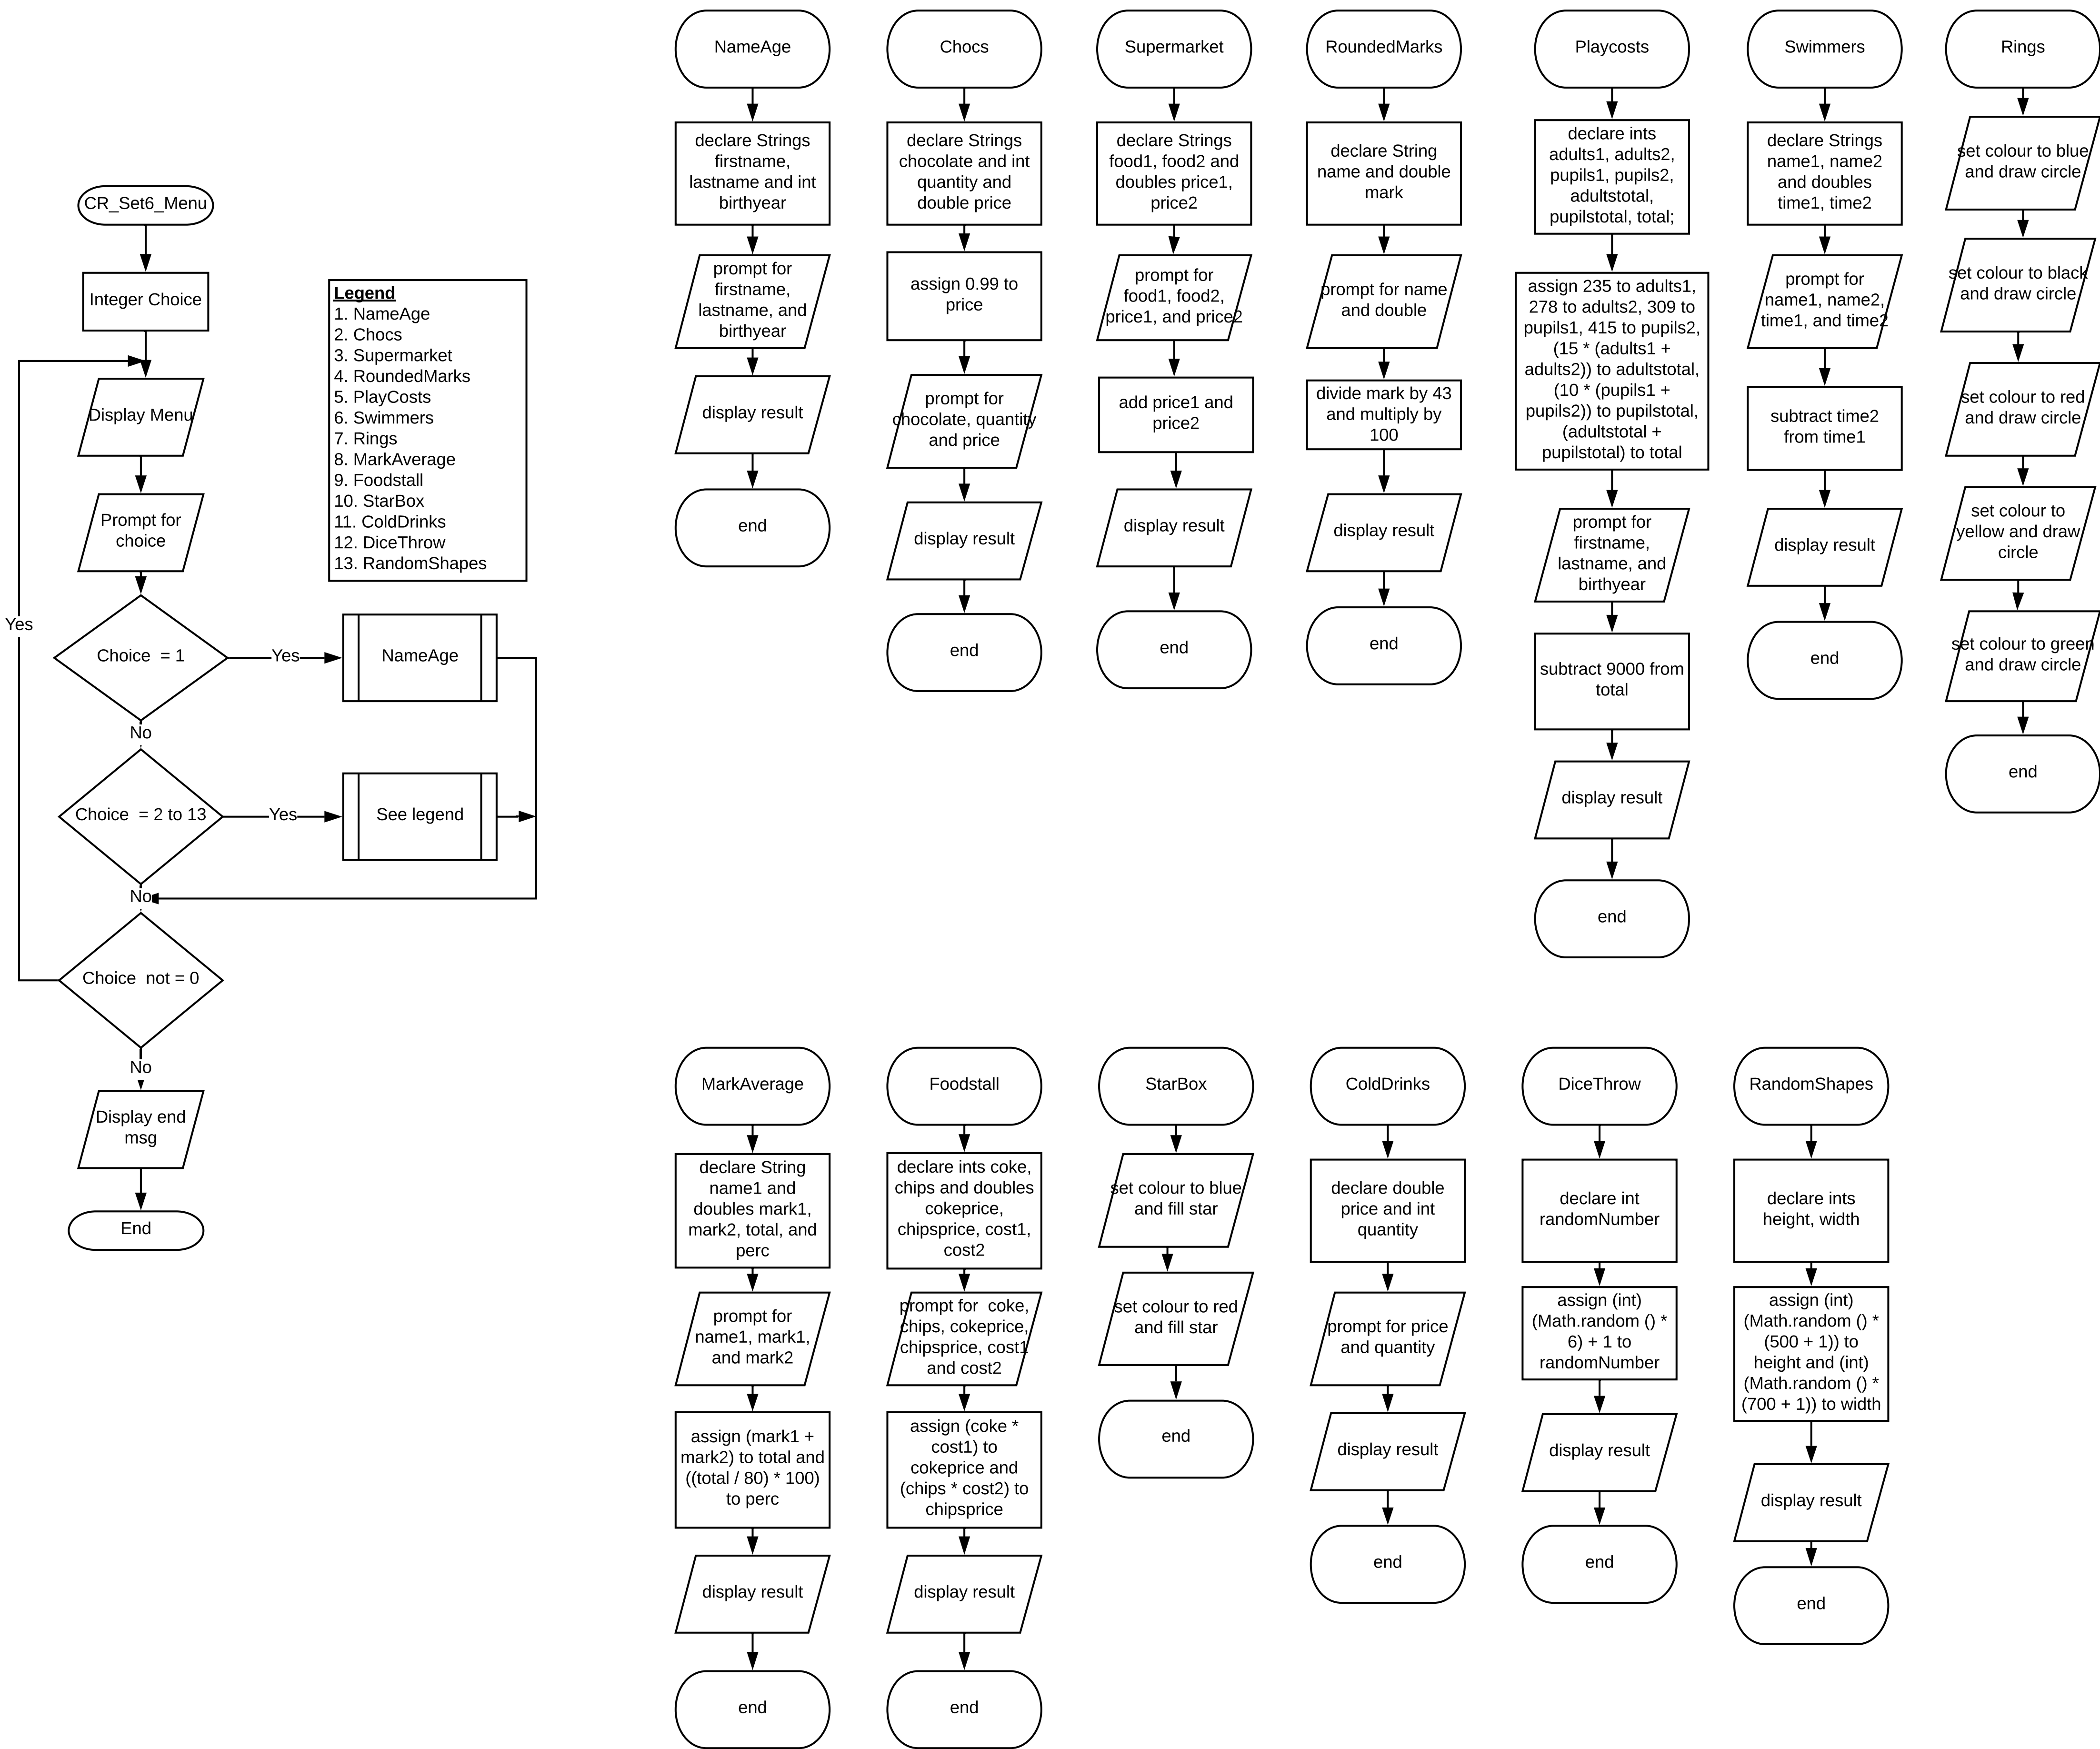 CR_Set6_Menu
Integer Choice
Display Menu
Prompt for
choice
Choice  = 1
Yes
NameAge
No
Choice  = 2 to 13
Yes
See legend
No
Choice  not = 0
Yes
No
Display end
msg
End
Legend
1. NameAge
2. Chocs
3. Supermarket
4. RoundedMarks
5. PlayCosts
6. Swimmers
7. Rings
8. MarkAverage
9. Foodstall
10. StarBox
11. ColdDrinks
12. DiceThrow
13. RandomShapes
NameAge
declare Strings
firstname,
lastname and int
birthyear
prompt for
firstname,
lastname, and
birthyear
display result
end
Chocs
declare Strings
chocolate and int
quantity and
double price
assign 0.99 to
price
prompt for
chocolate, quantity
and price
display result
end
Supermarket
declare Strings
food1, food2 and
doubles price1,
price2
prompt for
food1, food2,
price1, and price2
add price1 and
price2
display result
end
RoundedMarks
declare String
name and double
mark
prompt for name
and double
divide mark by 43
and multiply by
100
display result
end
Playcosts
declare ints
adults1, adults2,
pupils1, pupils2,
adultstotal,
pupilstotal, total;
assign 235 to adults1,
278 to adults2, 309 to
pupils1, 415 to pupils2,
(15 * (adults1 +
adults2)) to adultstotal,
(10 * (pupils1 +
pupils2)) to pupilstotal,
(adultstotal +
pupilstotal) to total
prompt for
firstname,
lastname, and
birthyear
subtract 9000 from
total
display result
end
Swimmers
declare Strings
name1, name2
and doubles
time1, time2
prompt for
name1, name2,
time1, and time2
subtract time2
from time1
display result
end
Rings
set colour to blue
and draw circle
set colour to black
and draw circle
set colour to red
and draw circle
set colour to
yellow and draw
circle
set colour to green
and draw circle
end
MarkAverage
declare String
name1 and
doubles mark1,
mark2, total, and
perc
prompt for
name1, mark1,
and mark2
assign (mark1 +
mark2) to total and
((total / 80) * 100)
to perc
display result
end
Foodstall
declare ints coke,
chips and doubles
cokeprice,
chipsprice, cost1,
cost2
prompt for  coke,
chips, cokeprice,
chipsprice, cost1
and cost2
assign (coke *
cost1) to
cokeprice and
(chips * cost2) to
chipsprice
display result
end
StarBox
set colour to blue
and fill star
set colour to red
and fill star
end
ColdDrinks
declare double
price and int
quantity
prompt for price
and quantity
display result
end
DiceThrow
declare int
randomNumber
assign (int)
(Math.random () *
6) + 1 to
randomNumber
display result
end
RandomShapes
declare ints
height, width
assign (int)
(Math.random () *
(500 + 1)) to
height and (int)
(Math.random () *
(700 + 1)) to width
display result
end